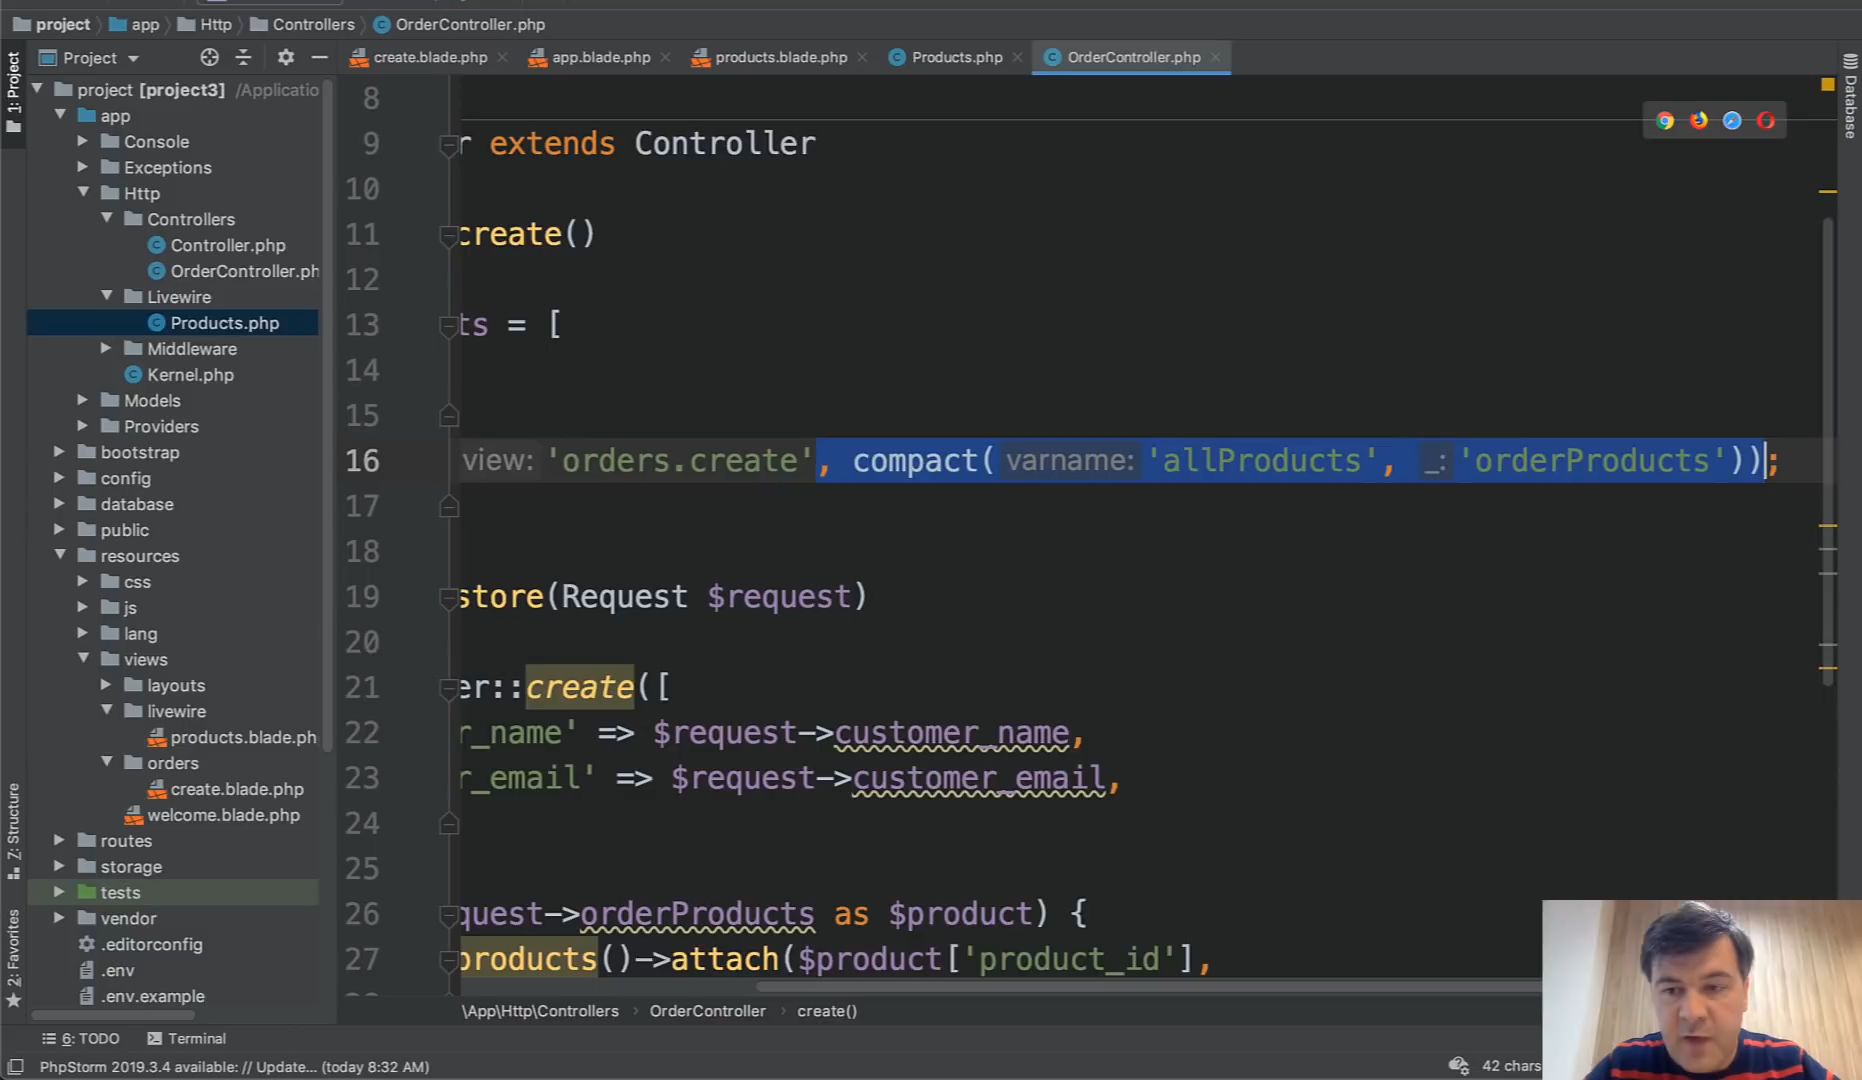 project app Http Controllers OrderController.php
Project
create.blade.php app.blade.php products.blade.php Products.php OrderController.php
1: Project
Z: Structure
2: Favorites
Database
project [project3] /Applicatio
app
Console
Exceptions
Http
Controllers
Controller.php
OrderController.ph
Livewire
Products.php
Middleware
Kernel.php
Models
Providers
bootstrap
config
database
public
resources
css
js
lang
views
layouts
livewire
products.blade.ph
orders
create.blade.php
welcome.blade.php
routes
storage
tests
vendor
.editorconfig
.env
.env.example
8
9 r extends Controller
10
11 create()
12
13 ts = [
14
15
16 view: 'orders.create', compact( varname: 'allProducts', _: 'orderProducts'));
17
18
19 store(Request $request)
20
21 er::create([
22 r_name' => $request->customer_name,
23 r_email' => $request->customer_email,
24
25
26 quest->orderProducts as $product) {
27 products()->attach($product['product_id'],
\App\Http\Controllers OrderController create()
6: TODO Terminal
PhpStorm 2019.3.4 available: // Update... (today 8:32 AM)
42 chars